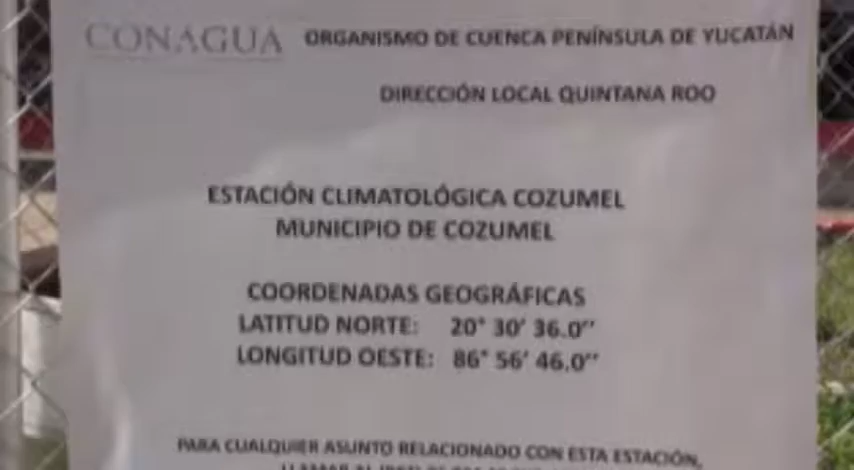 CONAGUA ORGANISMO DE CUENCA PENÍNSULA DE YUCATÁN
DIRECCIÓN LOCAL QUINTANA ROO
ESTACIÓN CLIMATOLÓGICA COZUMEL
MUNICIPIO DE COZUMEL
COORDENADAS GEOGRÁFICAS
LATITUD NORTE: 20° 30' 36.0''
LONGITUD OESTE: 86° 56' 46.0''
PARA CUALQUIER ASUNTO RELACIONADO CON ESTA ESTACIÓN,
LLAMAR AL